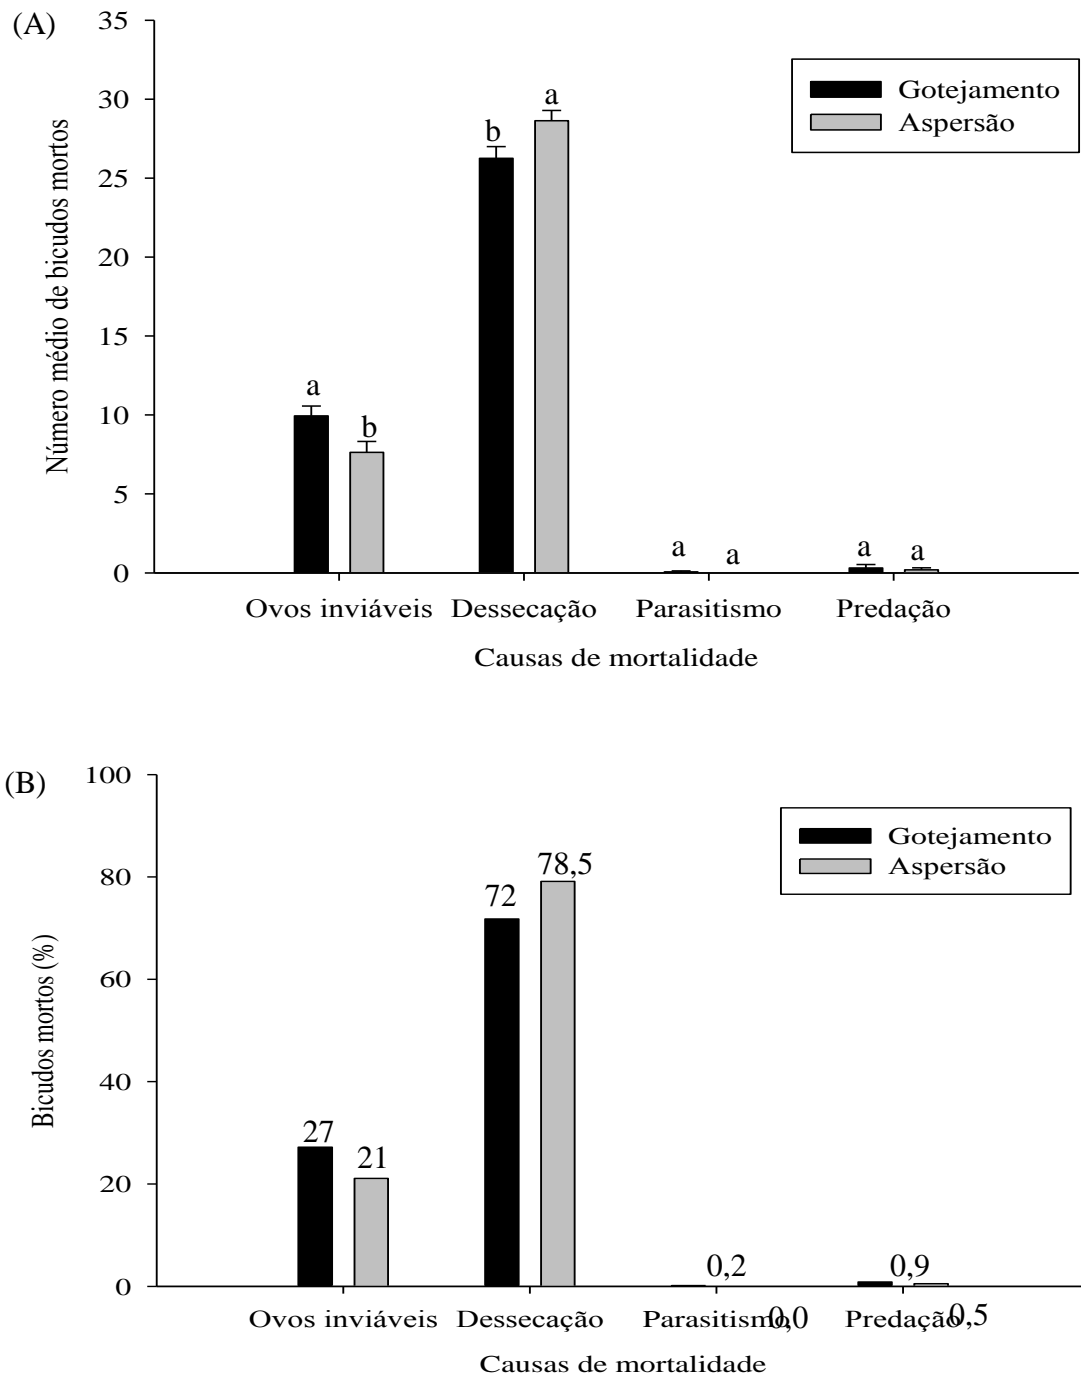 (A)
35
30
25
20
15
10
5
0
Número médio de bicudos mortos
Gotejamento
Aspersão
a
b
b
a
a
a
a
a
Ovos inviáveis Dessecação Parasitismo Predação
Causas de mortalidade
(B)
100
80
60
40
20
0
Bicudos mortos (%)
Gotejamento
Aspersão
27
21
72
78,5
0,2
0,0
0,9
0,5
Ovos inviáveis Dessecação Parasitismo Predação
Causas de mortalidade